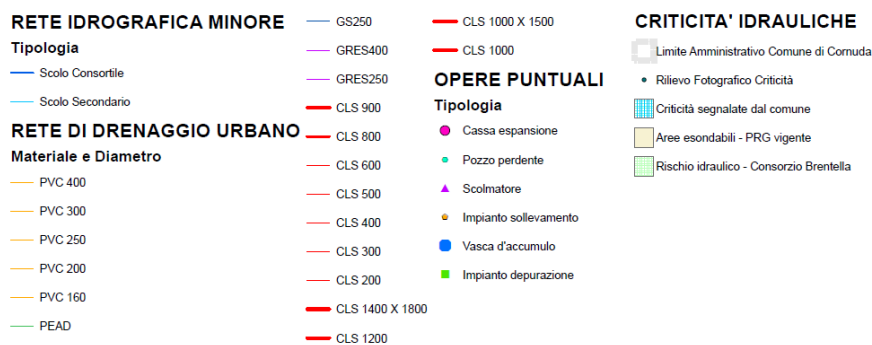 RETE IDROGRAFICA MINORE
Tipologia
Scolo Consortile
Scolo Secondario
RETE DI DRENAGGIO URBANO
Materiale e Diametro
PVC 400
PVC 300
PVC 250
PVC 200
PVC 160
PEAD
GS250
GRES400
GRES250
CLS 900
CLS 800
CLS 600
CLS 500
CLS 400
CLS 300
CLS 200
CLS 1400 X 1800
CLS 1200
CLS 1000 X 1500
CLS 1000
OPERE PUNTUALI
Tipologia
Cassa espansione
Pozzo perdente
Scolmatore
Impianto sollevamento
Vasca d'accumulo
Impianto depurazione
CRITICITA' IDRAULICHE
Limite Amministrativo Comune di Cornuda
Rilievo Fotografico Criticità
Criticità segnalate dal comune
Aree esondabili - PRG vigente
Rischio idraulico - Consorzio Brentella